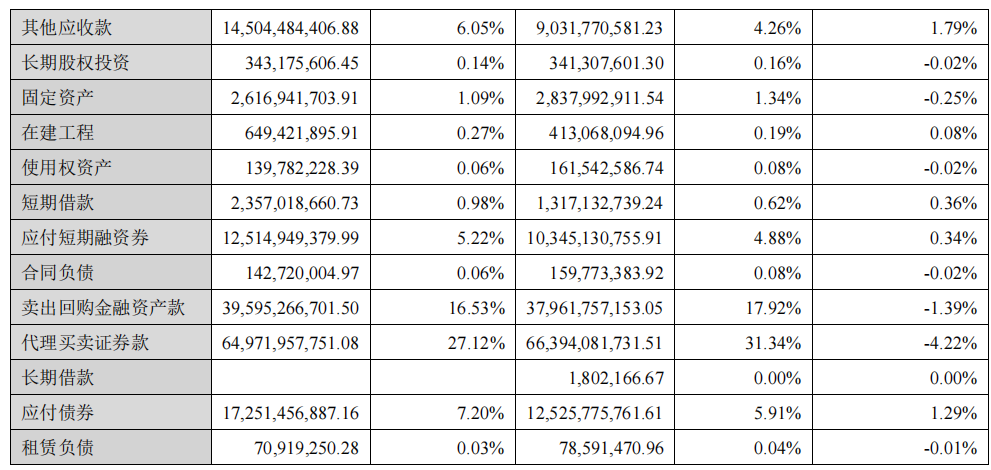 其他应收款 14,504,484,406.88 6.05% 9,031,770,581.23 4.26% 1.79%
长期股权投资 343,175,606.45 0.14% 341,307,601.30 0.16% -0.02%
固定资产 2,616,941,703.91 1.09% 2,837,992,911.54 1.34% -0.25%
在建工程 649,421,895.91 0.27% 413,068,094.96 0.19% 0.08%
使用权资产 139,782,228.39 0.06% 161,542,586.74 0.08% -0.02%
短期借款 2,357,018,660.73 0.98% 1,317,132,739.24 0.62% 0.36%
应付短期融资券 12,514,949,379.99 5.22% 10,345,130,755.91 4.88% 0.34%
合同负债 142,720,004.97 0.06% 159,773,383.92 0.08% -0.02%
卖出回购金融资产款 39,595,266,701.50 16.53% 37,961,757,153.05 17.92% -1.39%
代理买卖证券款 64,971,957,751.08 27.12% 66,394,081,731.51 31.34% -4.22%
长期借款 1,802,166.67 0.00% 0.00%
应付债券 17,251,456,887.16 7.20% 12,525,775,761.61 5.91% 1.29%
租赁负债 70,919,250.28 0.03% 78,591,470.96 0.04% -0.01%